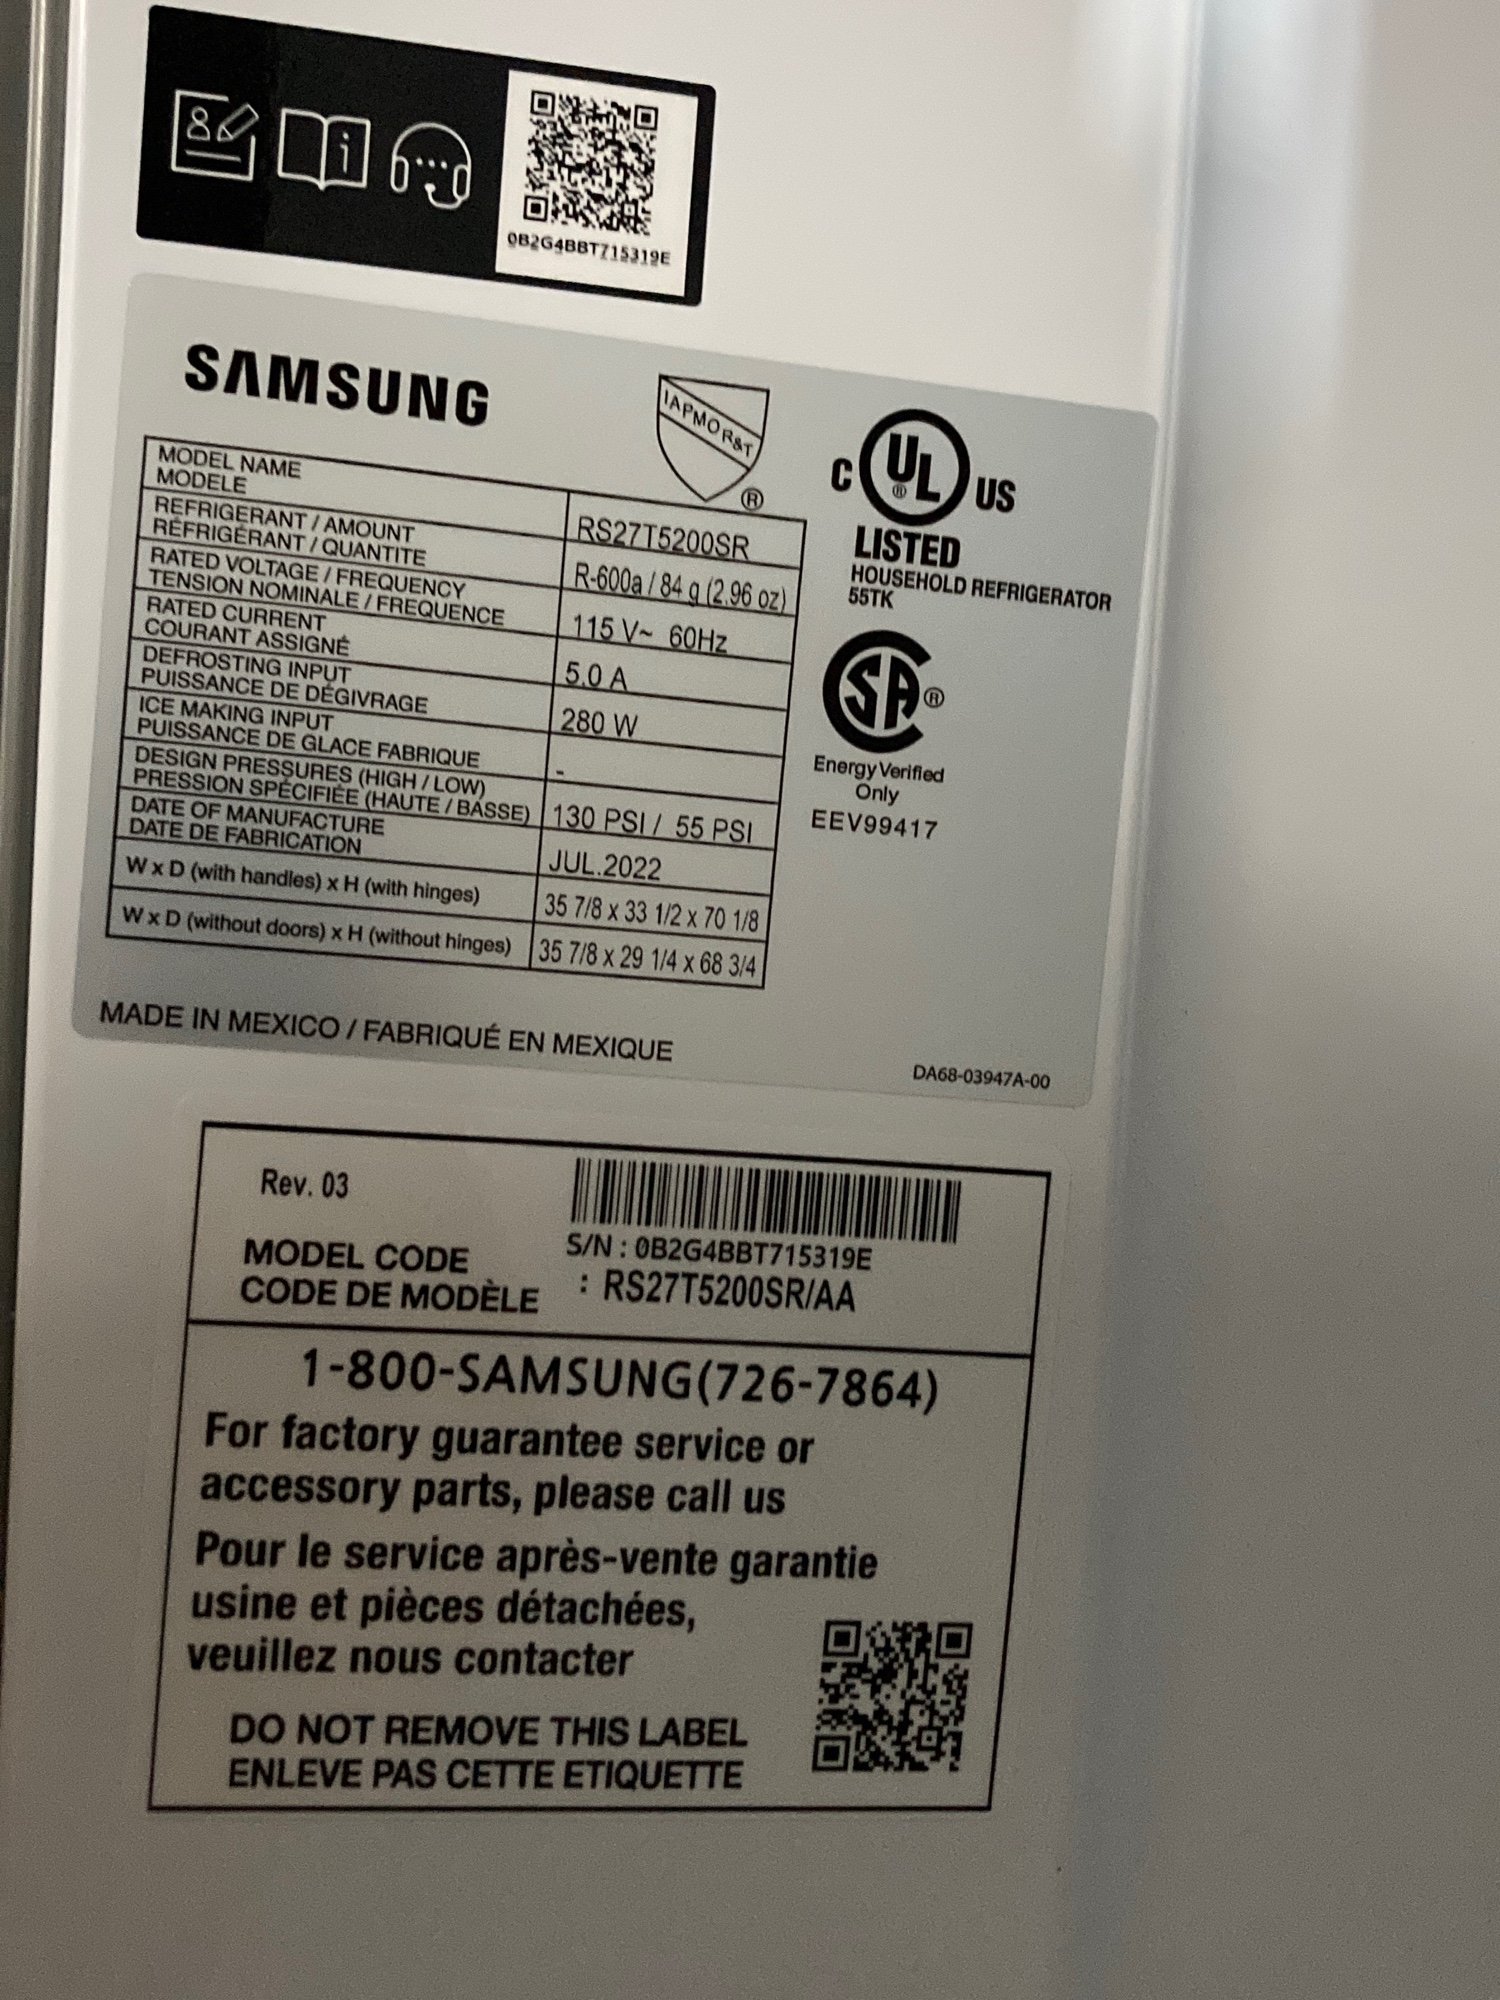 0B2G4BBT715319E
SAMSUNG
IAPMO R&T
®
C UL ® US
LISTED
HOUSEHOLD REFRIGERATOR
55TK
SA ®
Energy Verified
Only
EEV99417
MODEL NAME
MODELE
RS27T5200SR
REFRIGERANT / AMOUNT
RÉFRIGÉRANT / QUANTITE
R-600a / 84 g (2.96 oz)
RATED VOLTAGE / FREQUENCY
TENSION NOMINALE / FREQUENCE
115 V~ 60Hz
RATED CURRENT
COURANT ASSIGNÉ
5.0 A
DEFROSTING INPUT
PUISSANCE DE DÉGIVRAGE
280 W
ICE MAKING INPUT
PUISSANCE DE GLACE FABRIQUE
-
DESIGN PRESSURES (HIGH / LOW)
PRESSION SPÉCIFIÉE (HAUTE / BASSE)
130 PSI / 55 PSI
DATE OF MANUFACTURE
DATE DE FABRICATION
JUL.2022
W x D (with handles) x H (with hinges)
35 7/8 x 33 1/2 x 70 1/8
W x D (without doors) x H (without hinges)
35 7/8 x 29 1/4 x 68 3/4
MADE IN MEXICO / FABRIQUÉ EN MEXIQUE
DA68-03947A-00
Rev. 03
S/N : 0B2G4BBT715319E
MODEL CODE
CODE DE MODÈLE : RS27T5200SR/AA
1-800-SAMSUNG(726-7864)
For factory guarantee service or
accessory parts, please call us
Pour le service après-vente garantie
usine et pièces détachées,
veuillez nous contacter
DO NOT REMOVE THIS LABEL
ENLEVE PAS CETTE ETIQUETTE